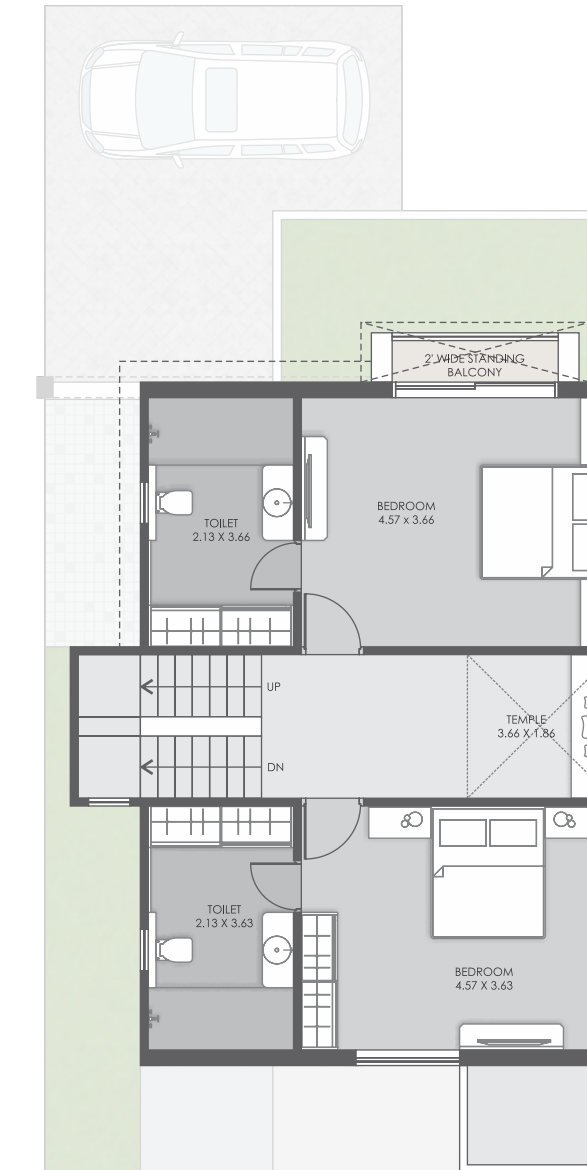 2' WIDE STANDING
BALCONY
BEDROOM
4.57 x 3.66
TOILET
2.13 X 3.66
UP
TEMPLE
3.66 X 1.86
DN
TOILET
2.13 X 3.63
BEDROOM
4.57 X 3.63